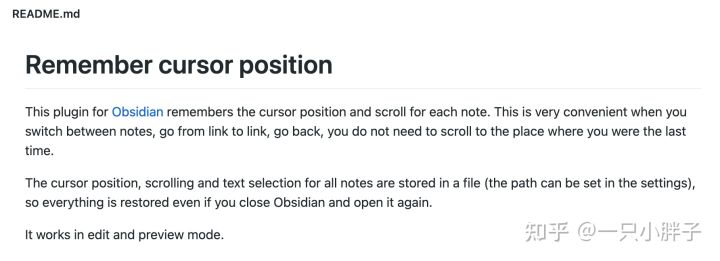 README.md
Remember cursor position
This plugin for Obsidian remembers the cursor position and scroll for each note. This is very convenient when you
switch between notes, go from link to link, go back, you do not need to scroll to the place where you were the last
time.
The cursor position, scrolling and text selection for all notes are stored in a file (the path can be set in the settings),
so everything is restored even if you close Obsidian and open it again.
It works in edit and preview mode.
知乎 @一只小胖子